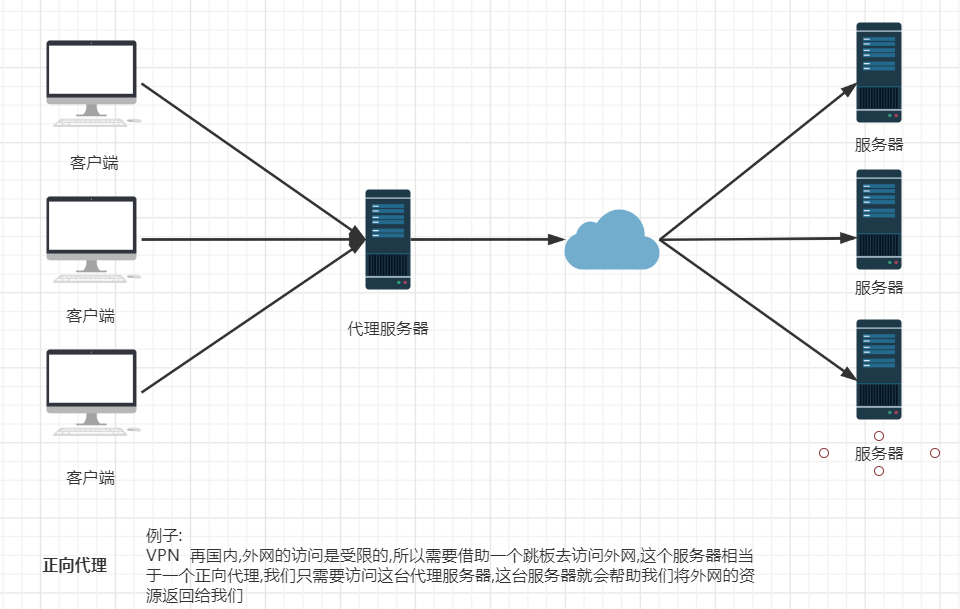 服务器
客户端
服务器
客户端
代理服务器
服务器
客户端
正向代理
例子:
VPN 再国内,外网的访问是受限的,所以需要借助一个跳板去访问外网,这个服务器相当
于一个正向代理,我们只需要访问这台代理服务器,这台服务器就会帮助我们将外网的资
源返回给我们